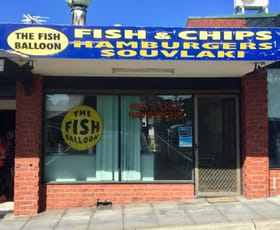 THE FISH
BALLOON
FISH & CHIPS
HAMBURGERS
SOUVLAKI
THE
FISH
BALLOON